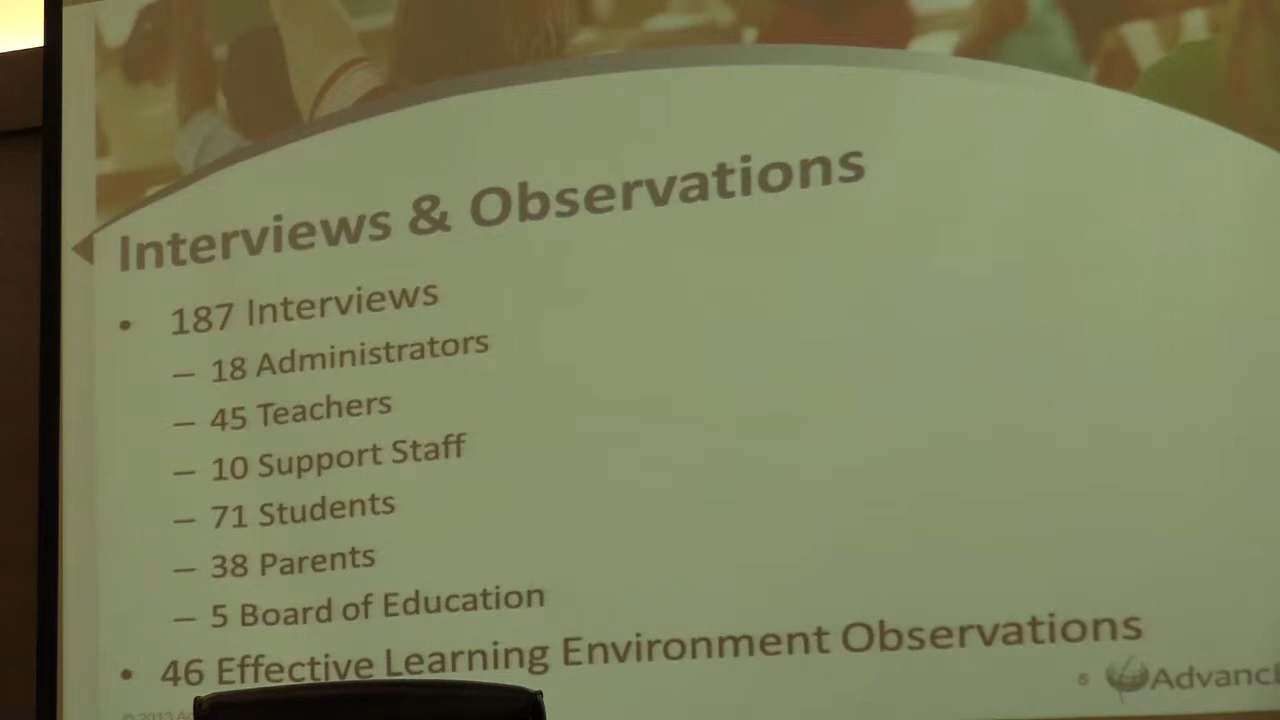 Interviews & Observations
• 187 Interviews
– 18 Administrators
– 45 Teachers
– 10 Support Staff
– 71 Students
– 38 Parents
– 5 Board of Education
• 46 Effective Learning Environment Observations
© 2013